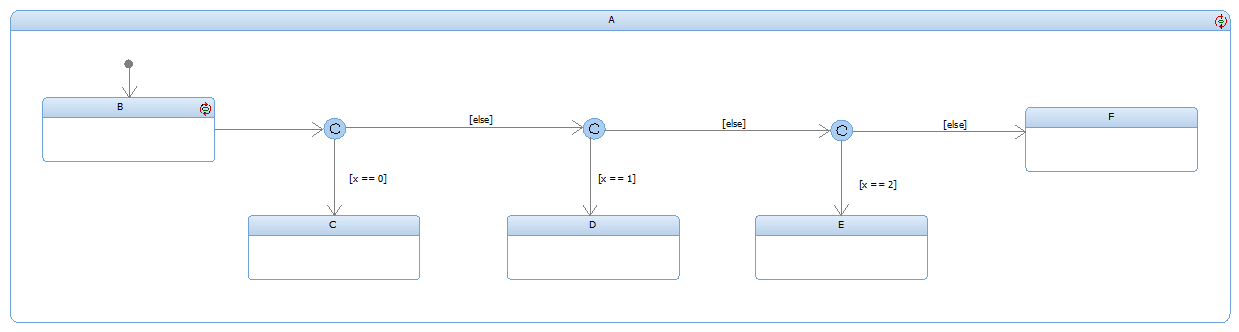 A
B
C
[else]
C
[else]
C
[else]
F
[x == 0]
[x == 1]
[x == 2]
C
D
E